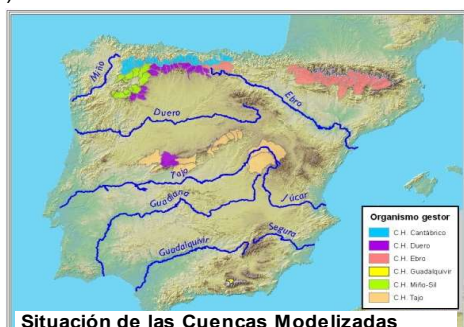 )
Miño
Ebro
Duero
Tajo
Guadiana
Júcar
Guadalquivir
Segura
Organismo gestor
C.H. Cantábrico
C.H. Duero
C.H. Ebro
C.H. Guadalquivir
C.H. Miño-Sil
C.H. Tajo
Situación de las Cuencas Modelizadas